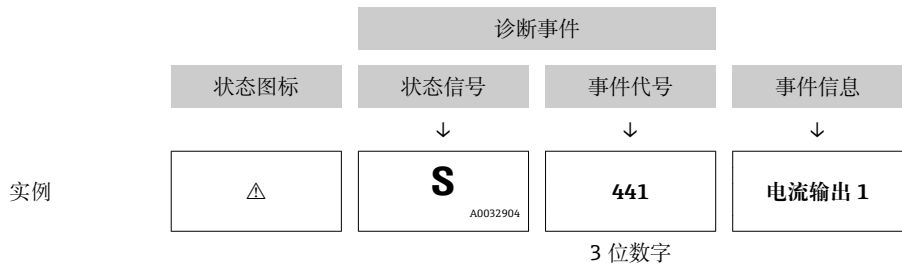 诊断事件
状态图标 状态信号 事件代号 事件信息
↓ ↓ ↓
实例 ⚠ S 441 电流输出 1
A0032904
3 位数字